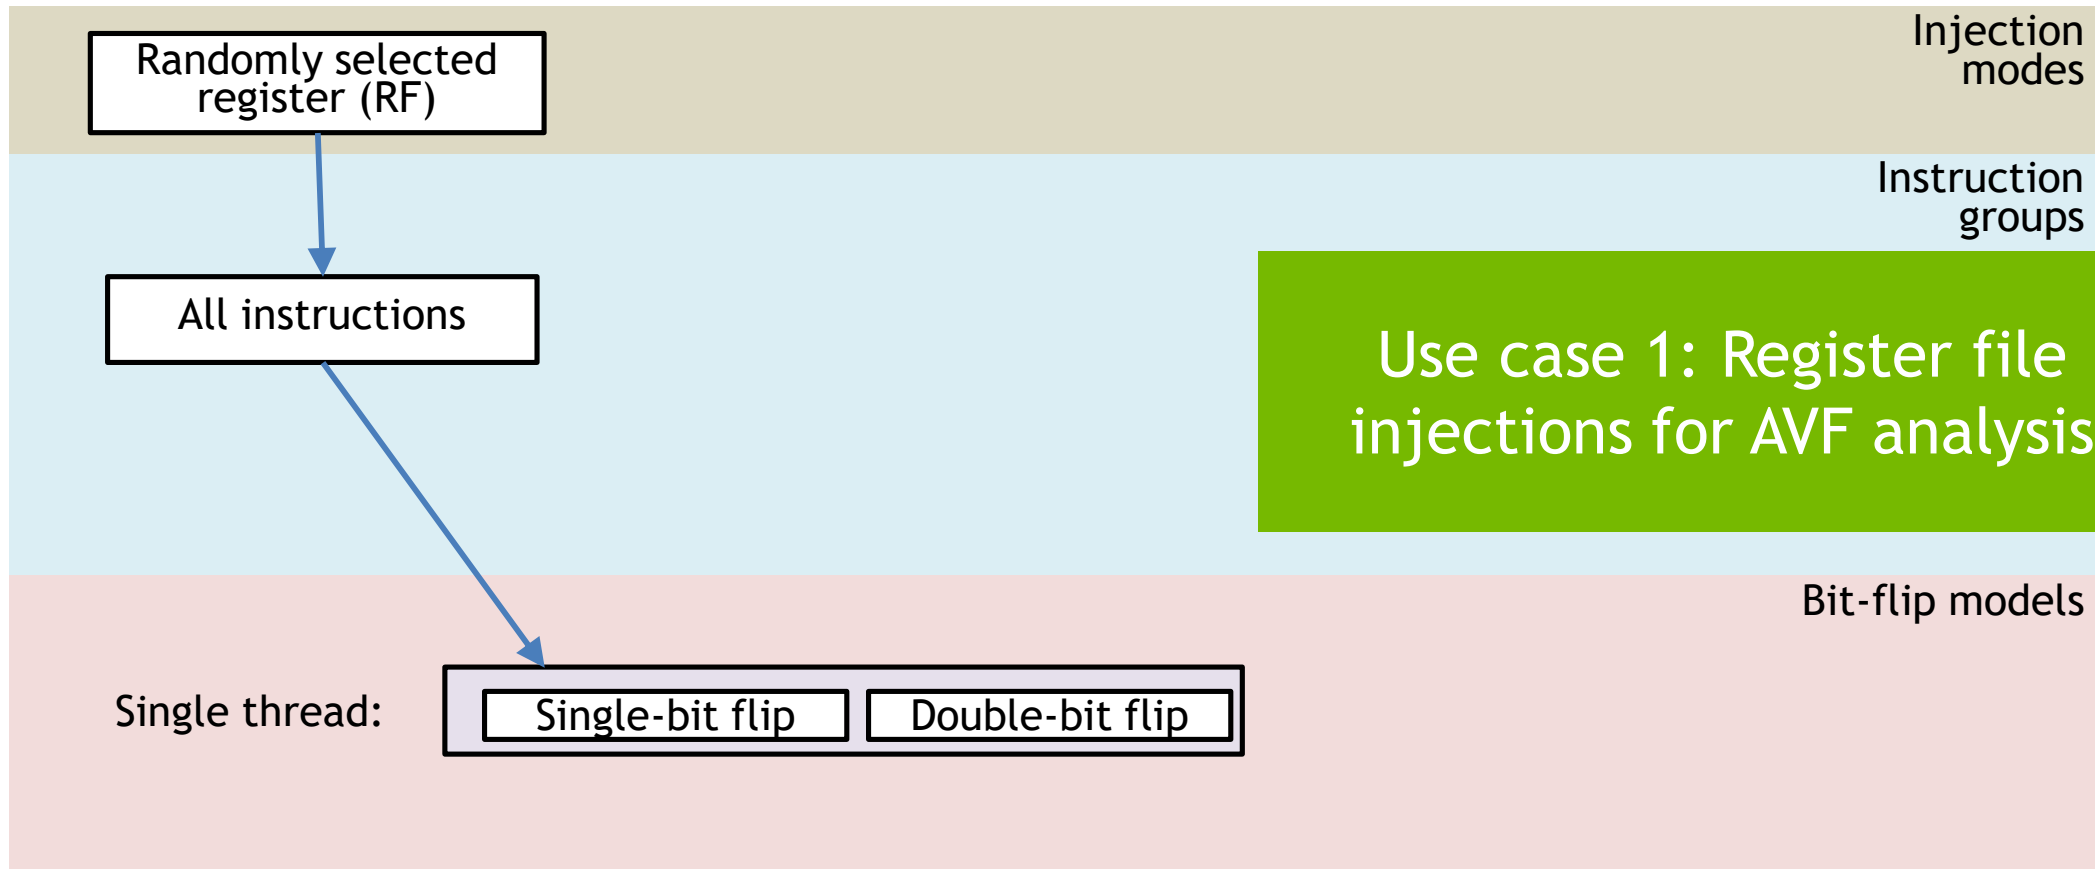 Injection
modes
Randomly selected
register (RF)
Instruction
groups
All instructions
Use case 1: Register file
injections for AVF analysis
Bit-flip models
Single thread:
Single-bit flip
Double-bit flip